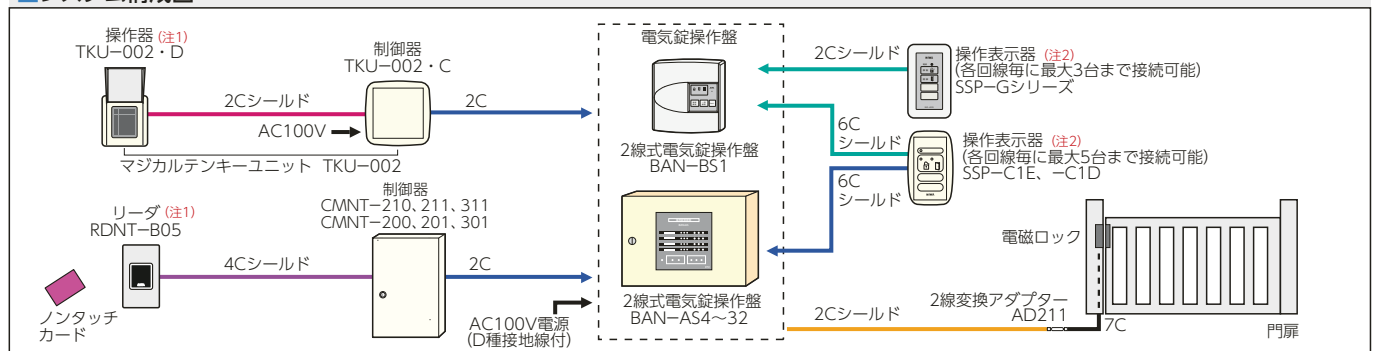 システム構成図
操作器 (注1)
TKU−002・D
2Cシールド
AC100V
制御器
TKU−002・C
2C
マジカルテンキーユニット TKU−002
リーダ (注1)
RDNT−B05
4Cシールド
ノンタッチ
カード
制御器
CMNT−210、211、311
CMNT−200、201、301
2C
AC100V電源
(D種接地線付)
電気錠操作盤
2線式電気錠操作盤
BAN−BS1
2線式電気錠操作盤
BAN−AS4〜32
2Cシールド
操作表示器 (注2)
(各回線毎に最大3台まで接続可能)
SSP−Gシリーズ
6C
シールド
6C
シールド
操作表示器 (注2)
(各回線毎に最大5台まで接続可能)
SSP−C1E、−C1D
電磁ロック
2Cシールド
2線変換アダプター
AD211
7C
門扉